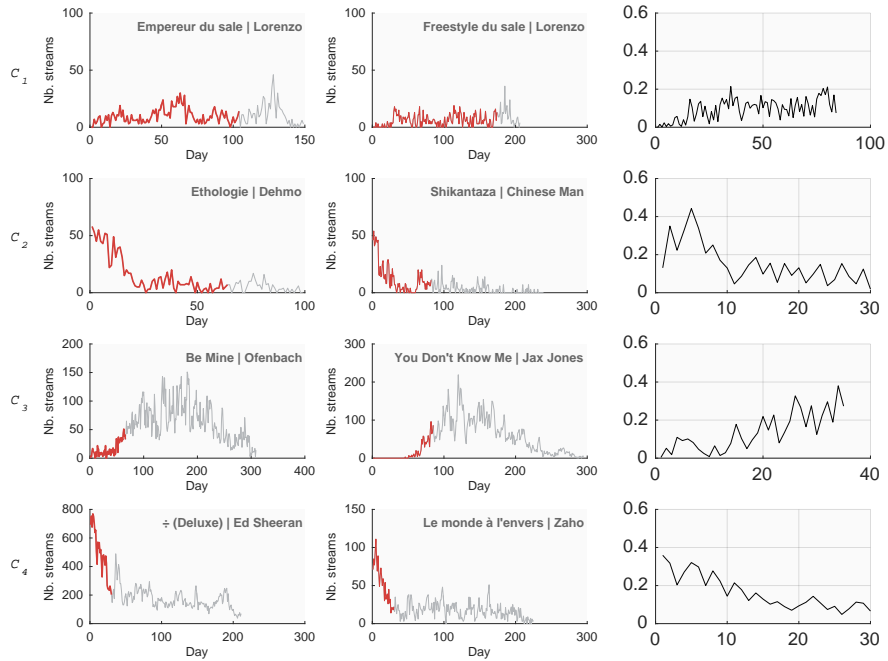 C 1
Nb. streams
100
50
0
Empereur du sale | Lorenzo
0 50 100 150
Day
Nb. streams
100
50
0
Freestyle du sale | Lorenzo
0 100 200 300
Day
0.6
0.4
0.2
0
0 50 100
C 2
Nb. streams
100
50
0
Ethologie | Dehmo
0 50 100
Day
Nb. streams
100
50
0
Shikantaza | Chinese Man
0 100 200 300
Day
0.6
0.4
0.2
0
0 10 20 30
C 3
Nb. streams
200
150
100
50
0
Be Mine | Ofenbach
0 100 200 300 400
Day
Nb. streams
300
200
100
0
You Don't Know Me | Jax Jones
0 100 200 300
Day
0.6
0.4
0.2
0
0 20 40
C 4
Nb. streams
800
600
400
200
0
÷ (Deluxe) | Ed Sheeran
0 100 200 300
Day
Nb. streams
150
100
50
0
Le monde à l'envers | Zaho
0 100 200 300
Day
0.6
0.4
0.2
0
0 10 20 30